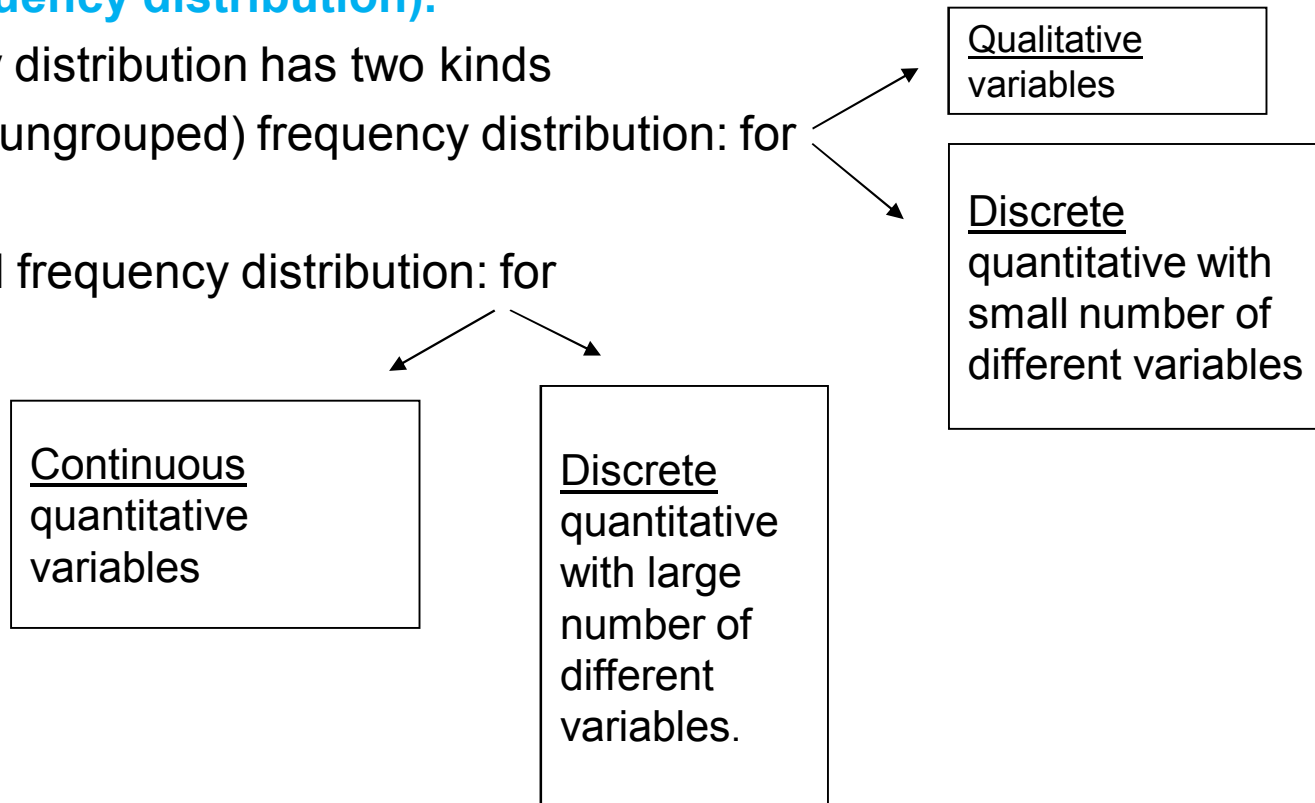 uency distribution).
y distribution has two kinds
ungrouped) frequency distribution: for
Qualitative
variables
Discrete
quantitative with
small number of
different variables
frequency distribution: for
Continuous
quantitative
variables
Discrete
quantitative
with large
number of
different
variables.